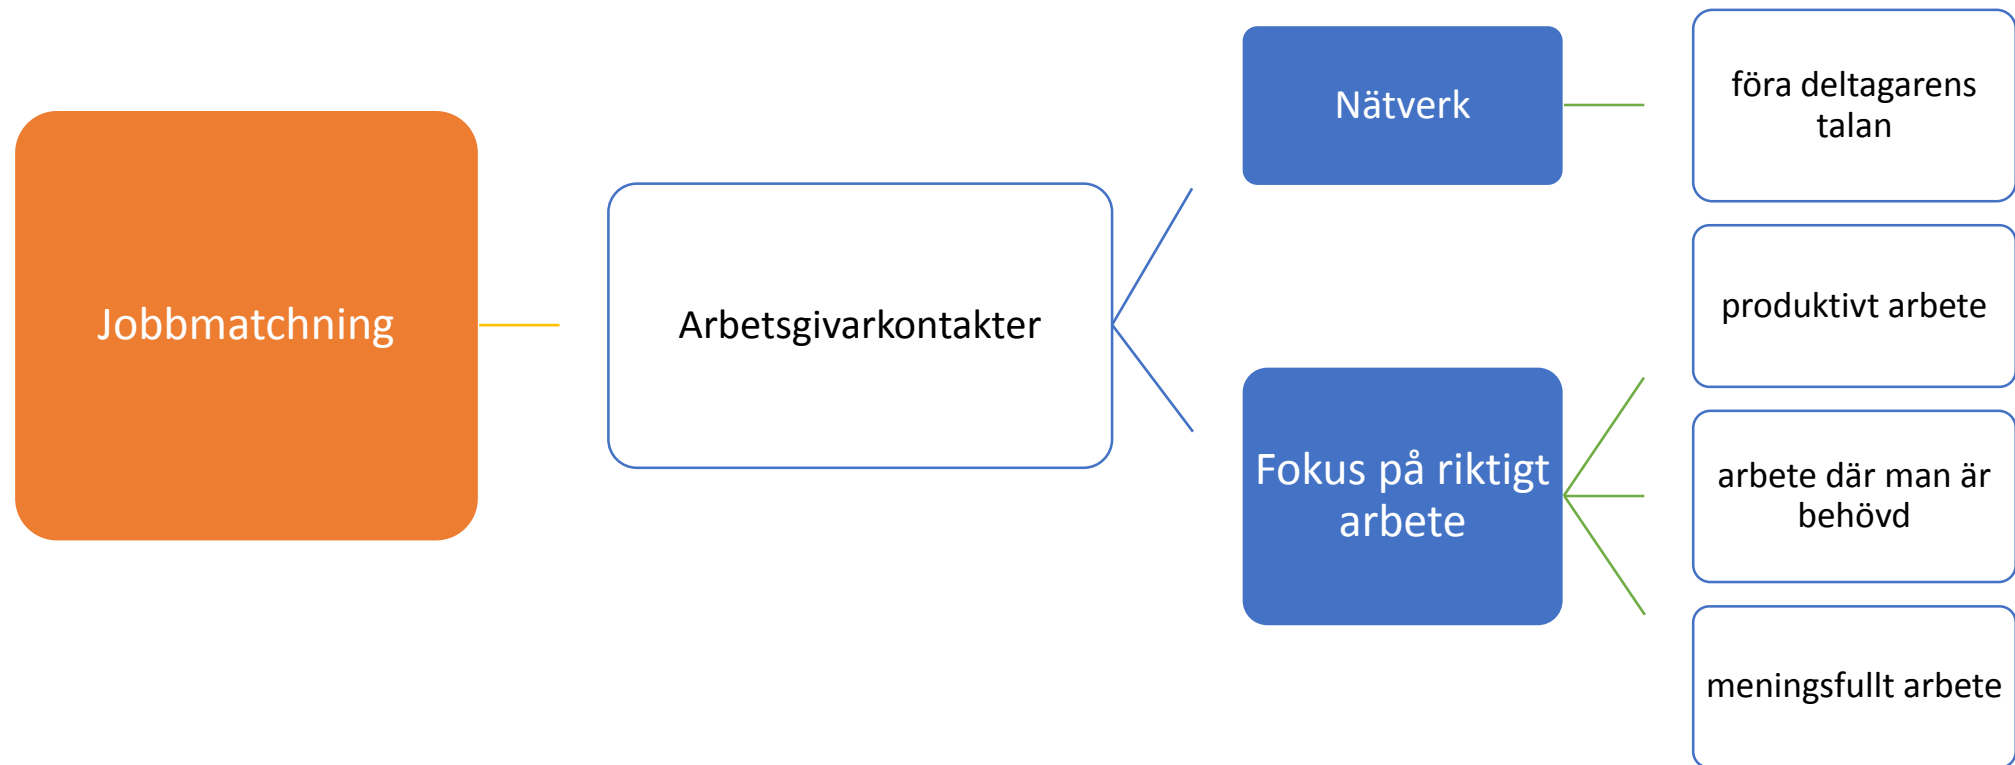 Jobbmatchning
Arbetsgivarkontakter
Nätverk
Fokus på riktigt
arbete
föra deltagarens
talan
produktivt arbete
arbete där man är
behövd
meningsfullt arbete